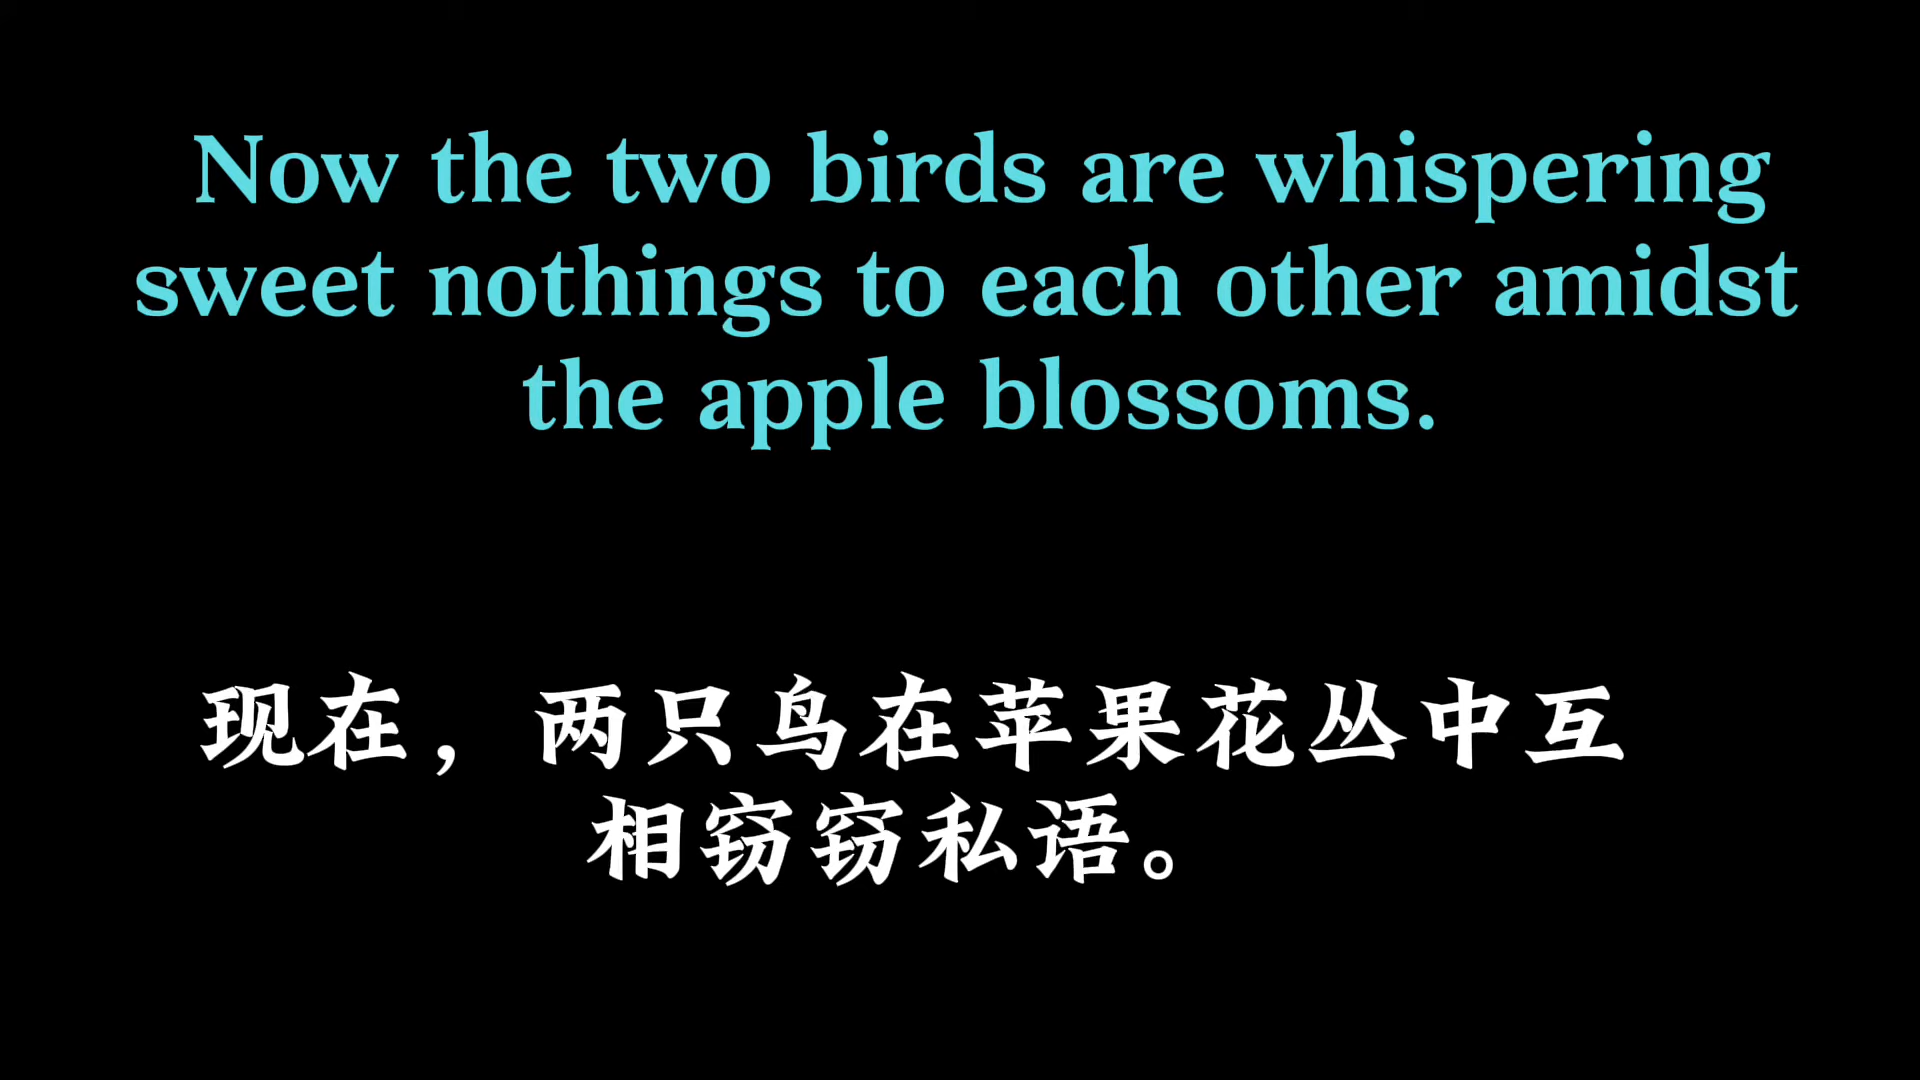 Now the two birds are whispering
sweet nothings to each other amidst
the apple blossoms.
现在，两只鸟在苹果花丛中互
相窃窃私语。